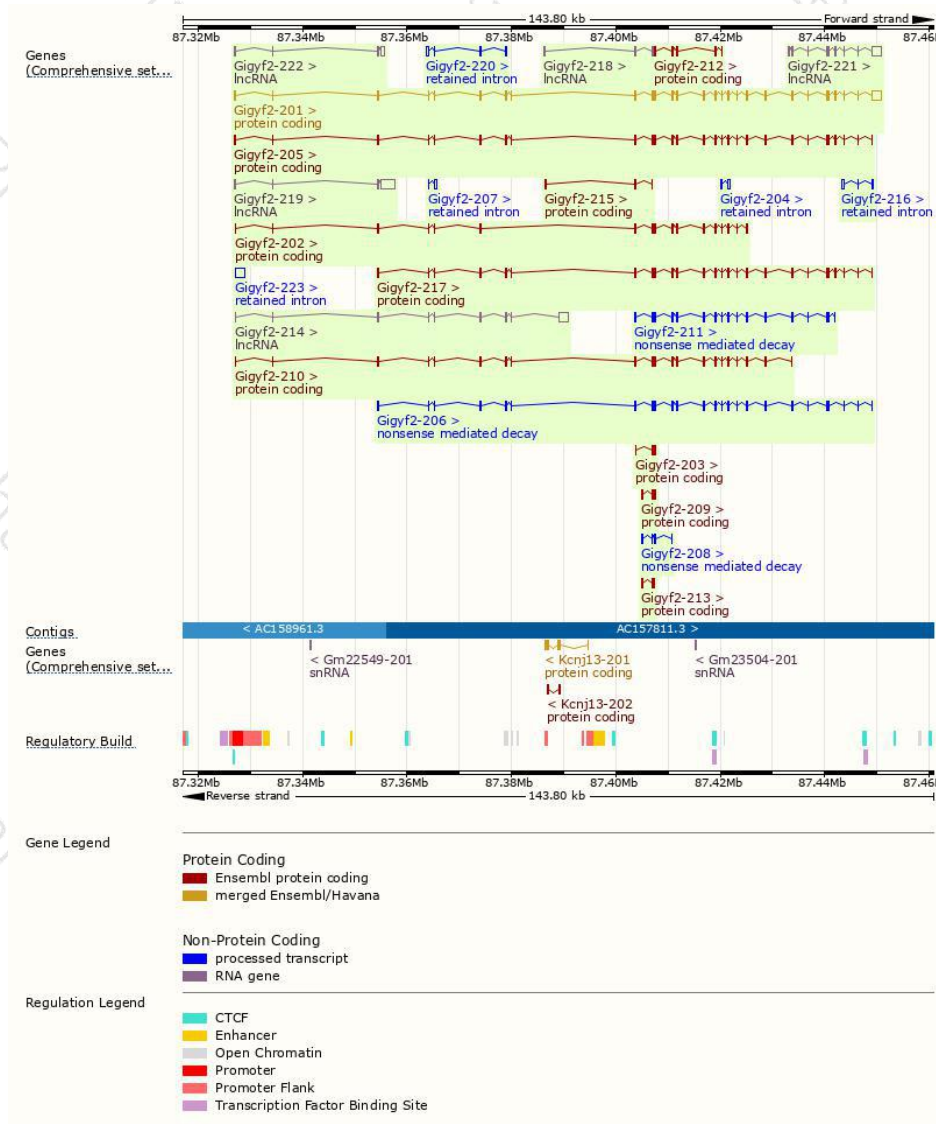 143.80 kb Forward strand
87.32Mb 87.34Mb 87.36Mb 87.38Mb 87.40Mb 87.42Mb 87.44Mb 87.46
Genes
(Comprehensive set...
Gigyf2-222 > Gigyf2-220 > Gigyf2-218 > Gigyf2-212 > Gigyf2-221 >
lncRNA retained intron lncRNA protein coding lncRNA
Gigyf2-201 >
protein coding
Gigyf2-205 >
protein coding
Gigyf2-219 > Gigyf2-207 > Gigyf2-215 > Gigyf2-204 > Gigyf2-216 >
lncRNA retained intron protein coding retained intron retained intron
Gigyf2-202 >
protein coding
Gigyf2-223 > Gigyf2-217 >
retained intron protein coding
Gigyf2-214 > Gigyf2-211 >
lncRNA nonsense mediated decay
Gigyf2-210 >
protein coding
Gigyf2-206 >
nonsense mediated decay
Gigyf2-203 >
protein coding
Gigyf2-209 >
protein coding
Gigyf2-208 >
nonsense mediated decay
Gigyf2-213 >
protein coding
Contigs < AC158961.3 AC157811.3 >
Genes
(Comprehensive set...
< Gm22549-201 < Kcnj13-201 < Gm23504-201
snRNA protein coding snRNA
< Kcnj13-202
protein coding
Regulatory Build
87.32Mb 87.34Mb 87.36Mb 87.38Mb 87.40Mb 87.42Mb 87.44Mb 87.46
Reverse strand 143.80 kb
Gene Legend
Protein Coding
Ensembl protein coding
merged Ensembl/Havana
Non-Protein Coding
processed transcript
RNA gene
Regulation Legend
CTCF
Enhancer
Open Chromatin
Promoter
Promoter Flank
Transcription Factor Binding Site